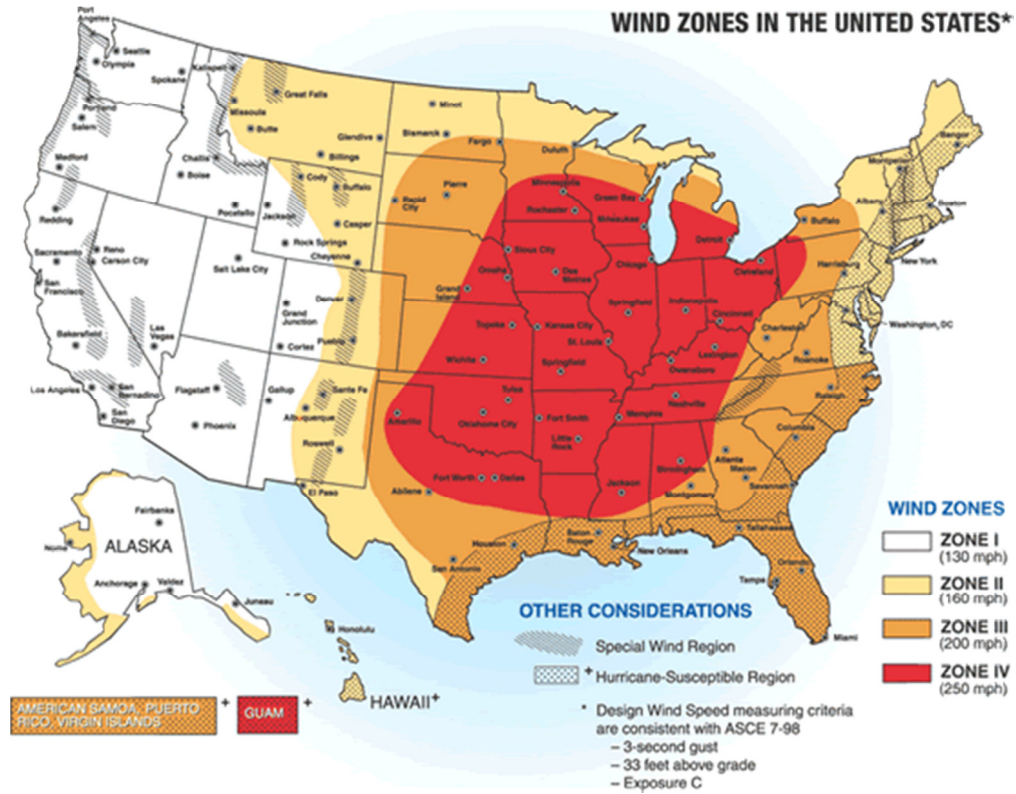 WIND ZONES IN THE UNITED STATES*
Port
Angeles
Seattle
Olympia
Spokane
Kalispell
Great Falls
Minot
Portland
Missoula
Salem
Butte
Glendive
Bismarck
Fargo
Duluth
Bangor
Medford
Challis
Billings
Montpelier
Boise
Cody
Buffalo
Pierre
Minneapolis
Green Bay
Rapid
City
Albany
Boston
Redding
Pocatello
Jackson
Casper
Rochester
Milwaukee
Buffalo
Sacramento
Reno
Carson City
Rock Springs
Cheyenne
Sioux City
Detroit
San
Francisco
Salt Lake City
Omaha
Des
Moines
Chicago
Cleveland
Harrisburg
New York
Grand
Junction
Denver
Grand
Island
Springfield
Indianapolis
Cincinnati
Washington, DC
Bakersfield
Las
Vegas
Cortez
Pueblo
Topeka
Kansas City
St. Louis
Charleston
Lexington
Roanoke
Los Angeles
San
Bernadino
Flagstaff
Gallup
Sante Fe
Wichita
Springfield
Owensboro
Raleigh
San
Diego
Phoenix
Albuquerque
Amarillo
Tulsa
Oklahoma City
Fort Smith
Memphis
Nashville
Columbia
Roswell
Little
Rock
Atlanta
Macon
El Paso
Abilene
Fort Worth
Dallas
Jackson
Birmingham
Montgomery
Savannah
Tallahassee
Houston
Baton
Rouge
New Orleans
San Antonio
Orlando
Tampa
Miami
Fairbanks
Nome
ALASKA
Anchorage
Valdez
Juneau
Honolulu
HAWAII+
AMERICAN SAMOA, PUERTO
RICO, VIRGIN ISLANDS
+
GUAM
+
OTHER CONSIDERATIONS
Special Wind Region
+Hurricane-Susceptible Region
* Design Wind Speed measuring criteria
are consistent with ASCE 7-98
– 3-second gust
– 33 feet above grade
– Exposure C
WIND ZONES
ZONE I
(130 mph)
ZONE II
(160 mph)
ZONE III
(200 mph)
ZONE IV
(250 mph)